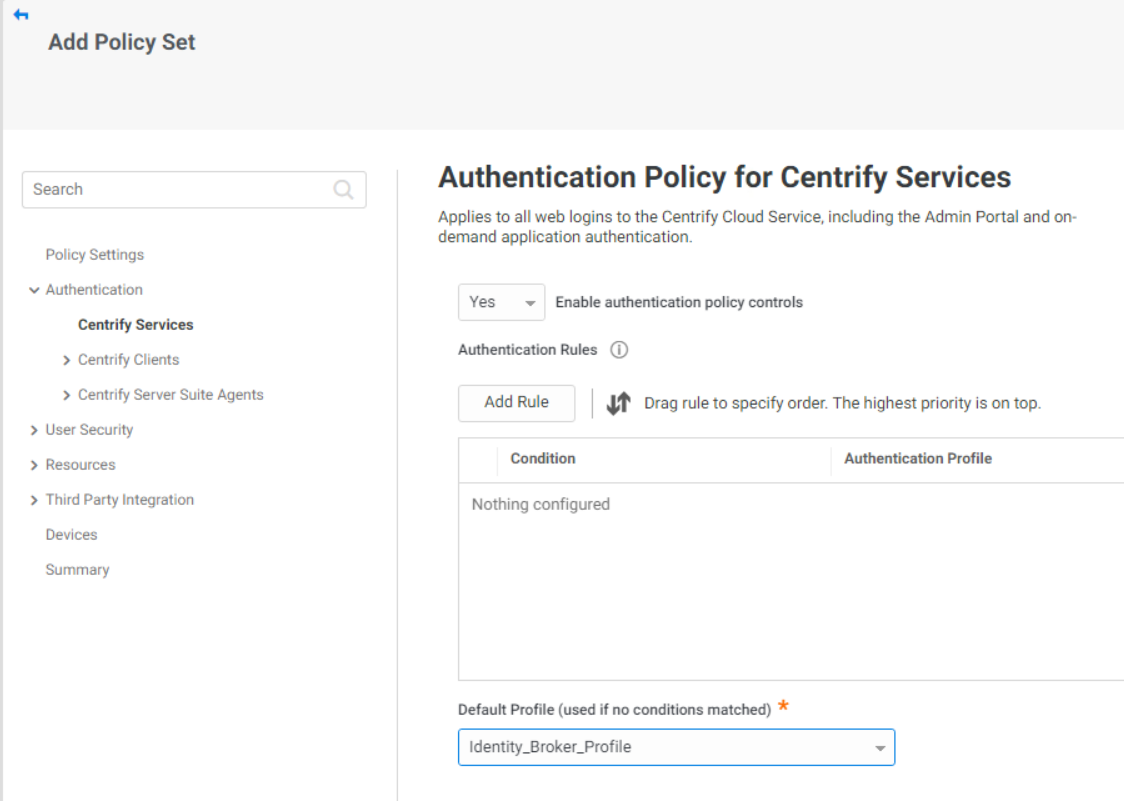 Add Policy Set
Search
Policy Settings
Authentication
Centrify Services
Centrify Clients
Centrify Server Suite Agents
User Security
Resources
Third Party Integration
Devices
Summary
Authentication Policy for Centrify Services
Applies to all web logins to the Centrify Cloud Service, including the Admin Portal and on-
demand application authentication.
Yes Enable authentication policy controls
Authentication Rules
Add Rule Drag rule to specify order. The highest priority is on top.
Condition Authentication Profile
Nothing configured
Default Profile (used if no conditions matched) *
Identity_Broker_Profile